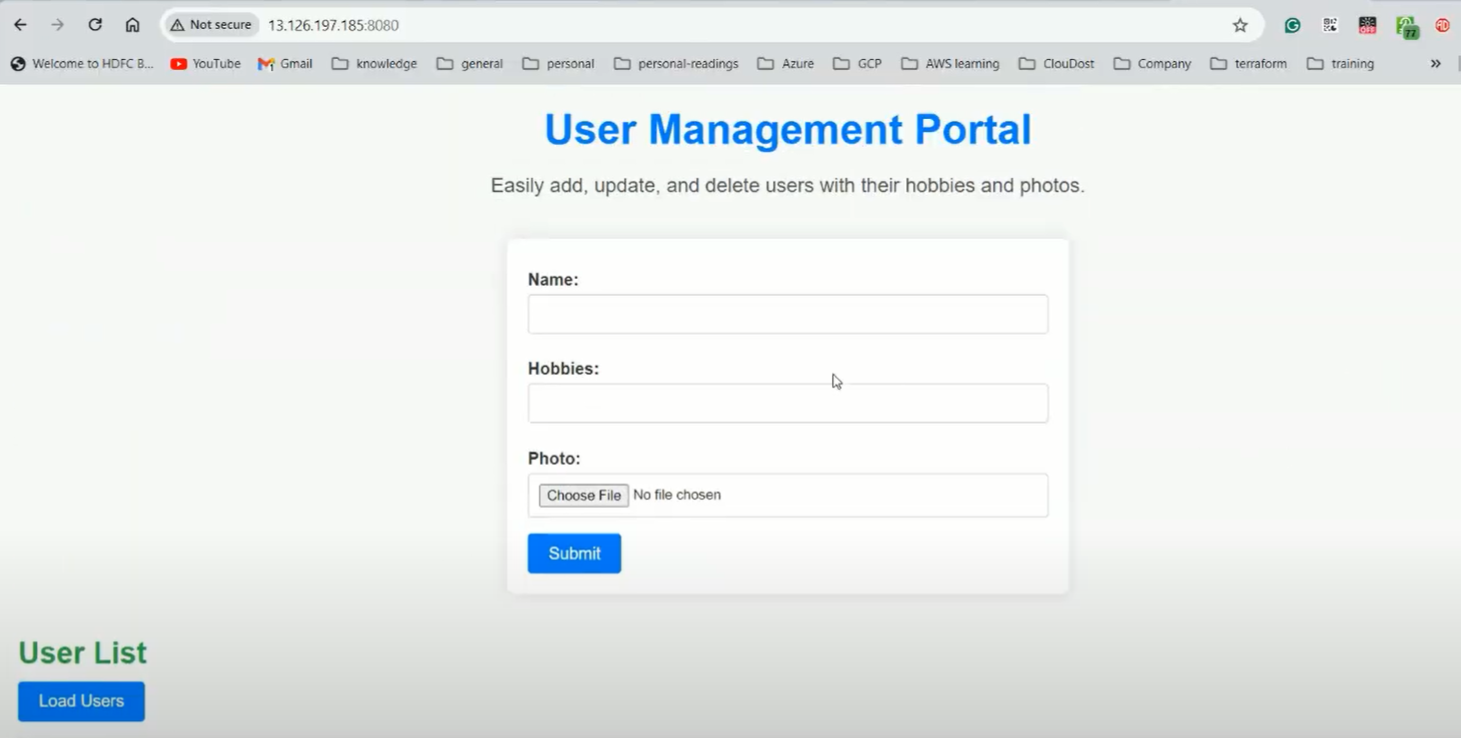 Not secure 13.126.197.185:8080
Welcome to HDFC B... YouTube Gmail knowledge general personal personal-readings Azure GCP AWS learning ClouDost Company terraform training »
User Management Portal
Easily add, update, and delete users with their hobbies and photos.
Name:
Hobbies:
Photo:
Choose File No file chosen
Submit
User List
Load Users